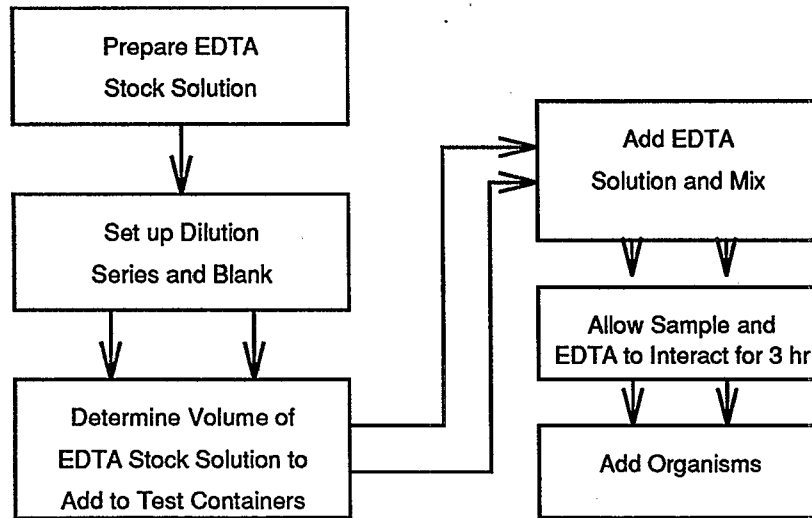 Prepare EDTA
Stock Solution
Set up Dilution
Series and Blank
Determine Volume of
EDTA Stock Solution to
Add to Test Containers
Add EDTA
Solution and Mix
Allow Sample and
EDTA to Interact for 3 hr
Add Organisms